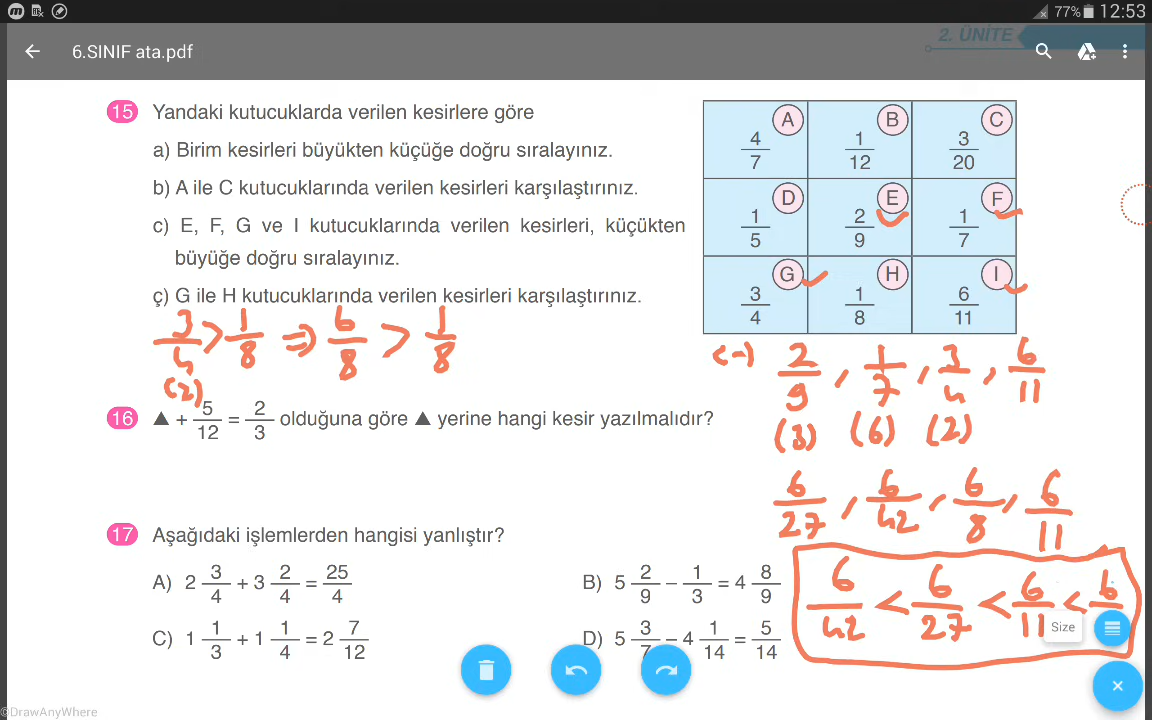 77% 12:53
6.SINIF ata.pdf
2. ÜNİTE
15 Yandaki kutucuklarda verilen kesirlere göre
a) Birim kesirleri büyükten küçüğe doğru sıralayınız.
b) A ile C kutucuklarında verilen kesirleri karşılaştırınız.
c) E, F, G ve I kutucuklarında verilen kesirleri, küçükten
büyüğe doğru sıralayınız.
ç) G ile H kutucuklarında verilen kesirleri karşılaştırınız.
A 4/7 B 1/12 C 3/20
D 1/5 E 2/9 F 1/7
G 3/4 H 1/8 I 6/11
3/4 > 1/8 ⇒ 6/8 > 1/8
(2)
2/9 , 1/7 , 3/4 , 6/11
(3) (6) (2)
16 ▲ + 5/12 = 2/3 olduğuna göre ▲ yerine hangi kesir yazılmalıdır?
6/27 , 6/42 , 6/8 , 6/11
6/42 < 6/27 < 6/11 < 6
17 Aşağıdaki işlemlerden hangisi yanlıştır?
A) 2 3/4 + 3 2/4 = 25/4
B) 5 2/9 − 1/3 = 4 8/9
C) 1 1/3 + 1 1/4 = 2 7/12
D) 5 3/7 − 4 1/14 = 5/14
Size
©DrawAnyWhere